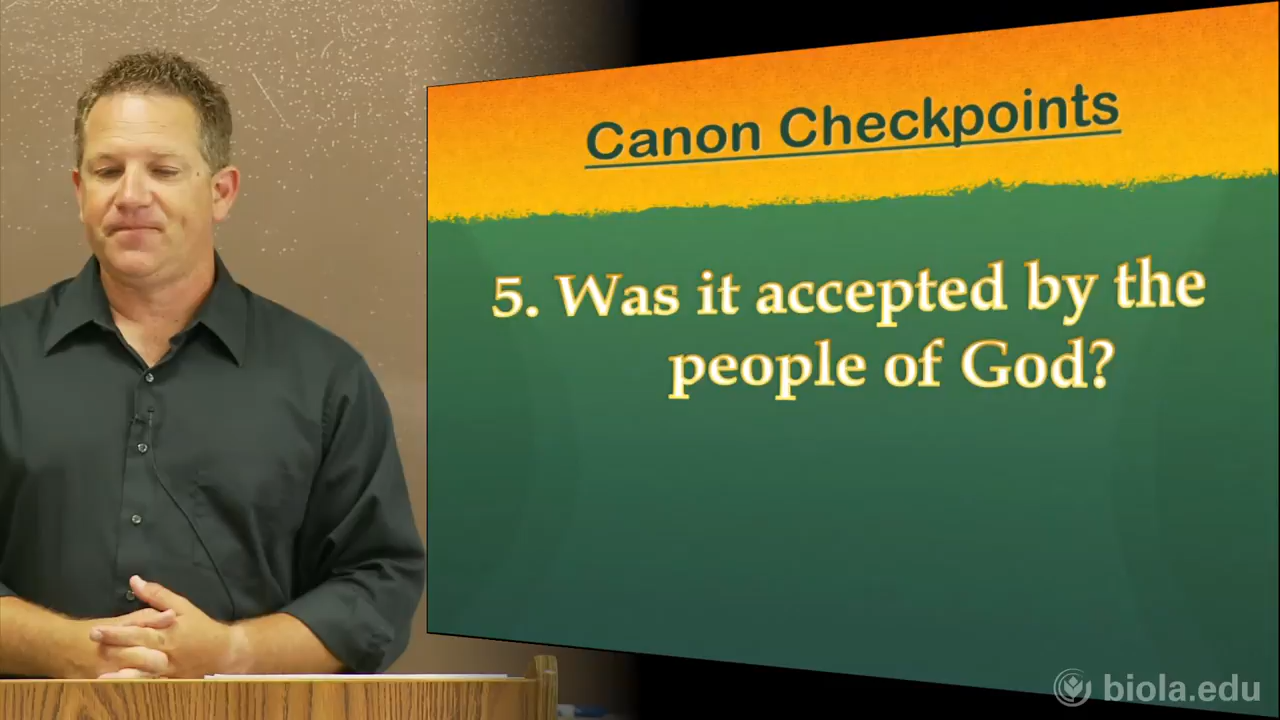 Canon Checkpoints
5. Was it accepted by the
people of God?
biola.edu